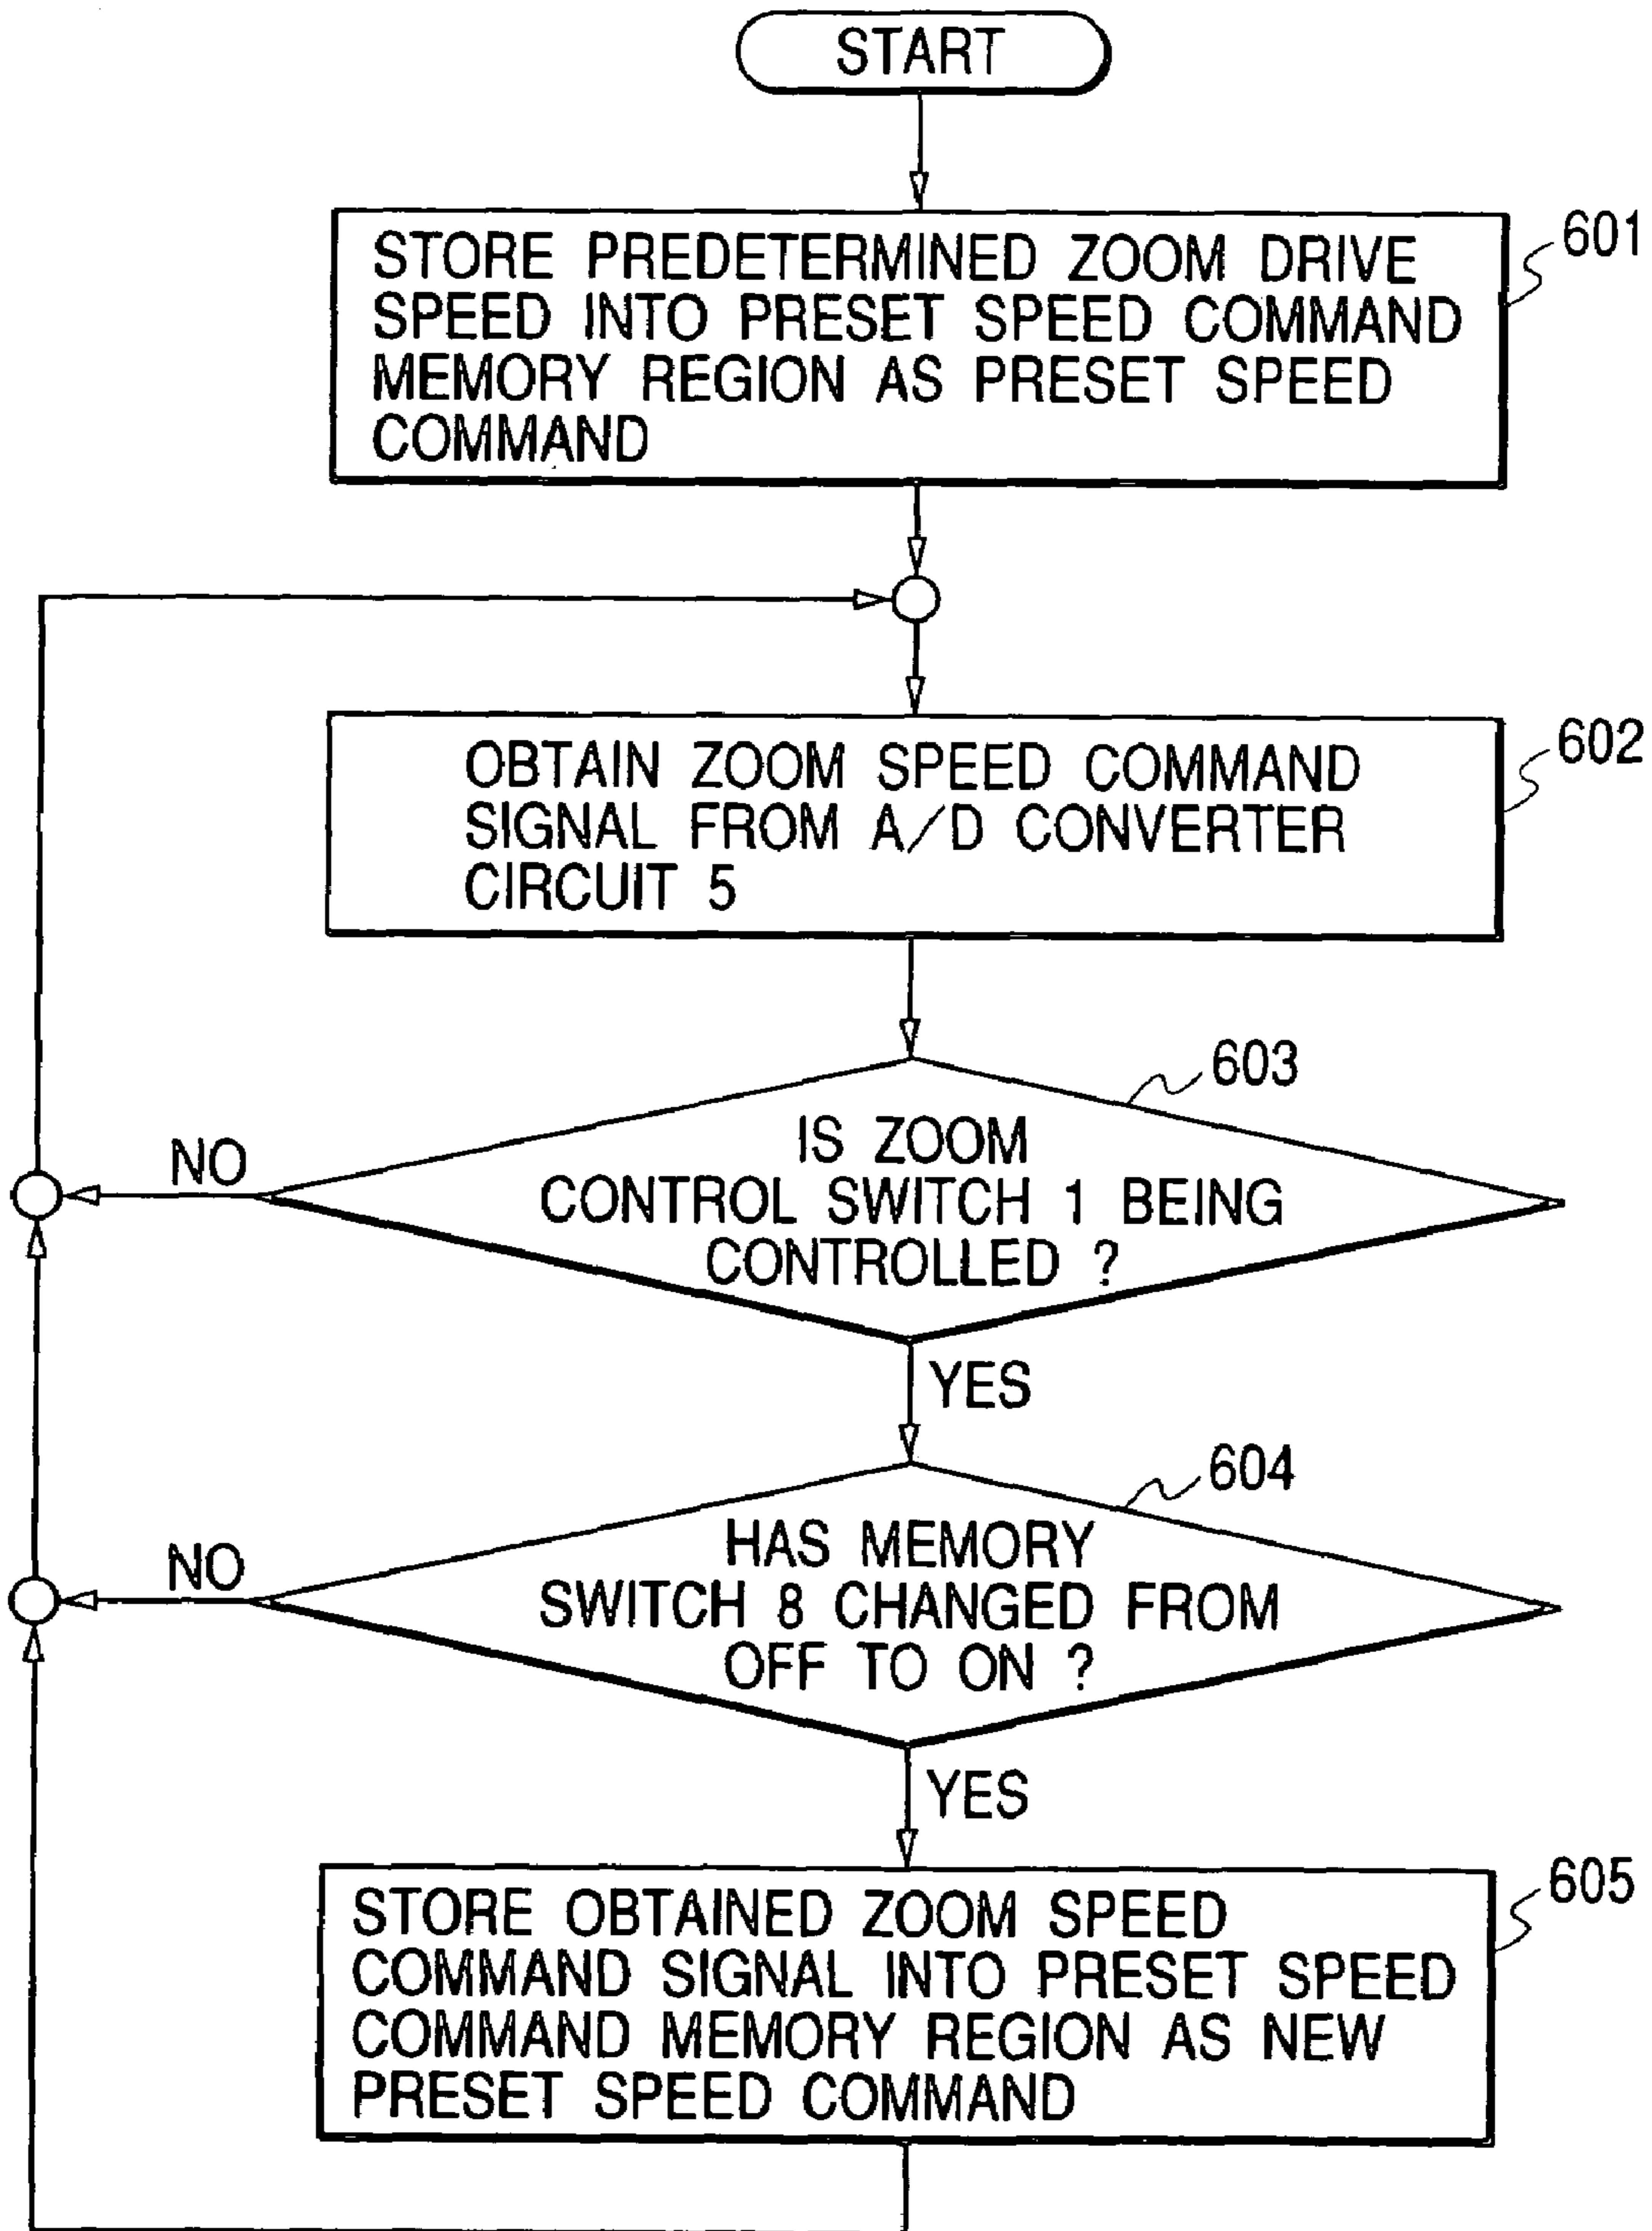 START
STORE PREDETERMINED ZOOM DRIVE
SPEED INTO PRESET SPEED COMMAND
MEMORY REGION AS PRESET SPEED
COMMAND
601
OBTAIN ZOOM SPEED COMMAND
SIGNAL FROM A/D CONVERTER
CIRCUIT 5
602
603
IS ZOOM
CONTROL SWITCH 1 BEING
CONTROLLED ?
NO
YES
604
HAS MEMORY
SWITCH 8 CHANGED FROM
OFF TO ON ?
NO
YES
605
STORE OBTAINED ZOOM SPEED
COMMAND SIGNAL INTO PRESET SPEED
COMMAND MEMORY REGION AS NEW
PRESET SPEED COMMAND